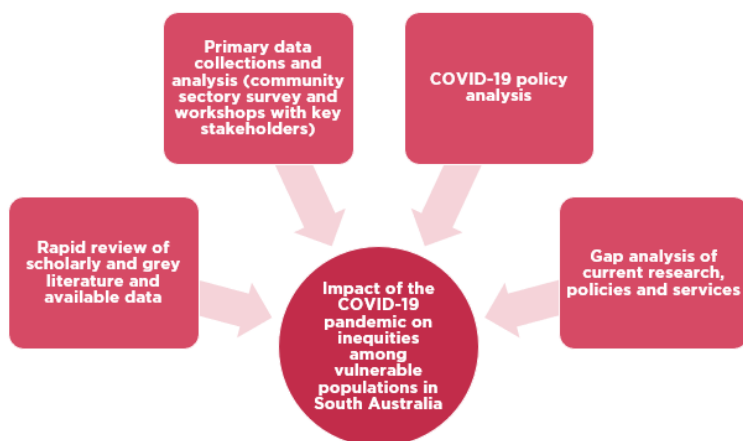 Primary data
collections and
analysis (community
sectory survey and
workshops with key
stakeholders)
COVID-19 policy
analysis
Rapid review of
scholarly and grey
literature and
available data
Gap analysis of
current research,
policies and services
Impact of the
COVID-19
pandemic on
inequities
among
vulnerable
populations in
South Australia